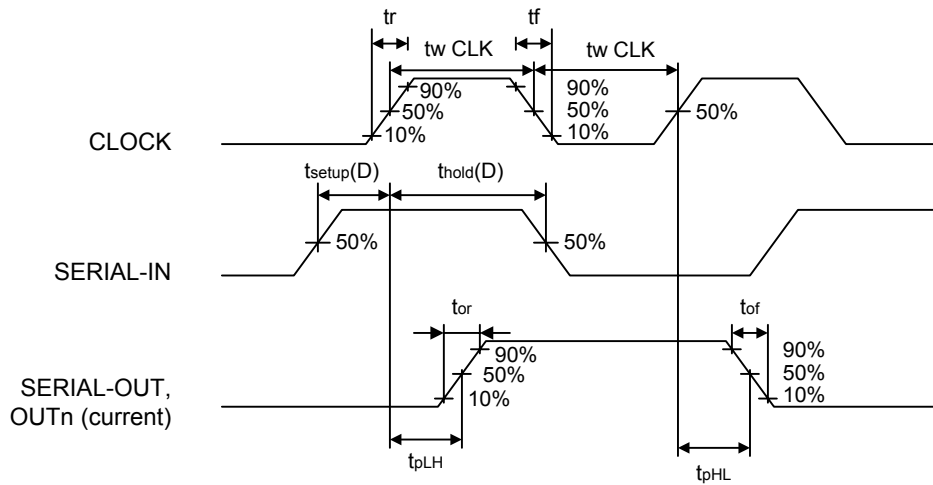 tr tf
tw CLK tw CLK
90% 90%
50% 50% 50%
10% 10%
CLOCK
tsetup(D) thold(D)
50% 50%
SERIAL-IN
tor tof
90% 90%
50% 50%
10% 10%
SERIAL-OUT,
OUTn (current)
tpLH tpHL